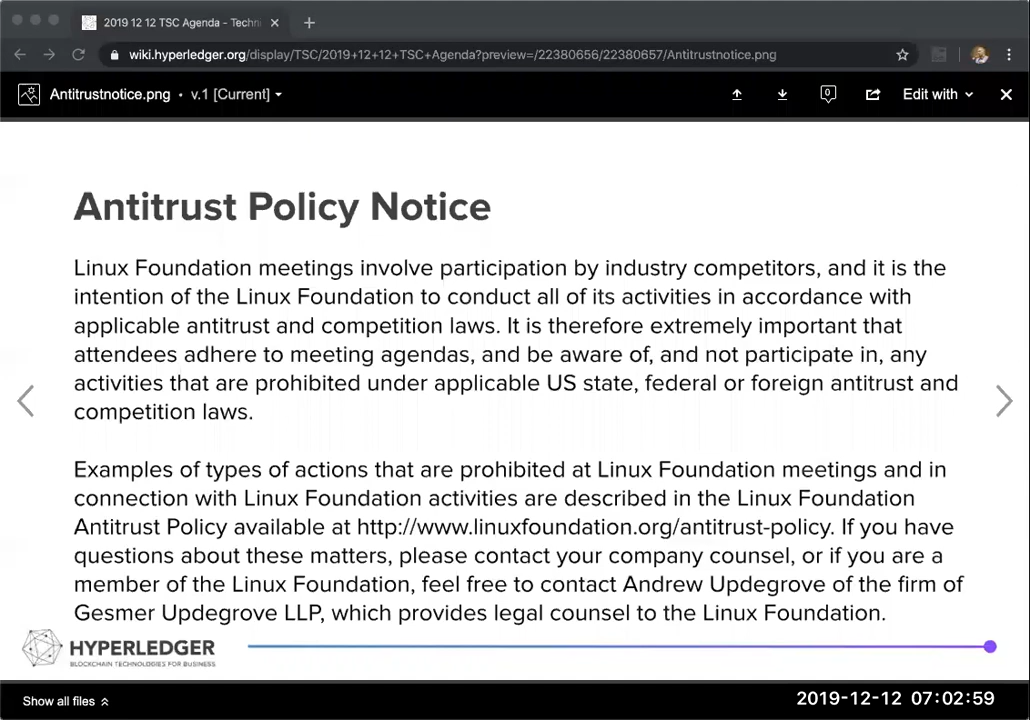 2019 12 12 TSC Agenda - Techni
wiki.hyperledger.org/display/TSC/2019+12+12+TSC+Agenda?preview=/22380656/22380657/Antitrustnotice.png
Antitrustnotice.png • v.1 [Current]
0
Edit with
Antitrust Policy Notice
Linux Foundation meetings involve participation by industry competitors, and it is the
intention of the Linux Foundation to conduct all of its activities in accordance with
applicable antitrust and competition laws. It is therefore extremely important that
attendees adhere to meeting agendas, and be aware of, and not participate in, any
activities that are prohibited under applicable US state, federal or foreign antitrust and
competition laws.
Examples of types of actions that are prohibited at Linux Foundation meetings and in
connection with Linux Foundation activities are described in the Linux Foundation
Antitrust Policy available at http://www.linuxfoundation.org/antitrust-policy. If you have
questions about these matters, please contact your company counsel, or if you are a
member of the Linux Foundation, feel free to contact Andrew Updegrove of the firm of
Gesmer Updegrove LLP, which provides legal counsel to the Linux Foundation.
HYPERLEDGER
BLOCKCHAIN TECHNOLOGIES FOR BUSINESS
Show all files
2019-12-12 07:02:59